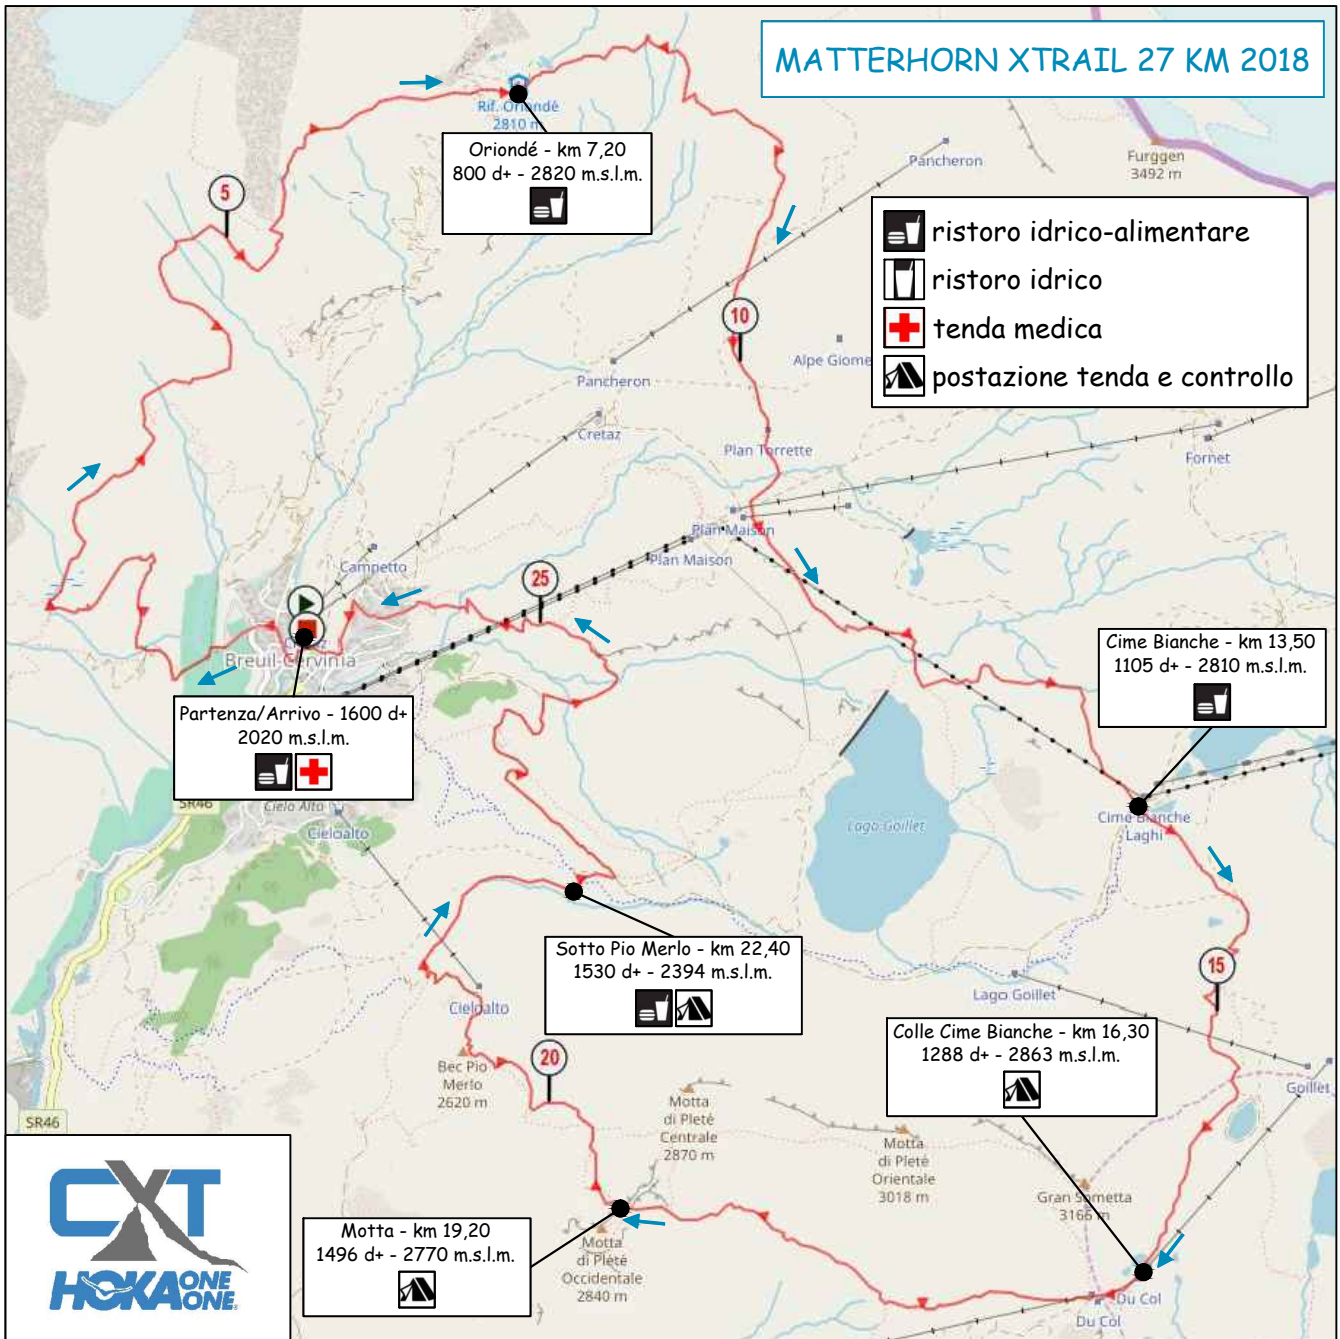 MATTERHORN XTRAIL 27 KM 2018
Rif. Oriondé
2810 m
Oriondé - km 7,20
800 d+ - 2820 m.s.l.m.
Pancheron
Furggen
3492 m
5
ristoro idrico-alimentare
ristoro idrico
tenda medica
postazione tenda e controllo
10
Alpe Giome
Pancheron
Cretaz
Plan Torrette
Fornet
Plan Maison
Plan Maison
Campetto
25
Breuil-Cervinia
Partenza/Arrivo - 1600 d+
2020 m.s.l.m.
Cime Bianche - km 13,50
1105 d+ - 2810 m.s.l.m.
SR46
Cielo Alto
Cieloalto
Lago Goillet
Cime Bianche
Laghi
Sotto Pio Merlo - km 22,40
1530 d+ - 2394 m.s.l.m.
15
Lago Goillet
Cieloalto
Colle Cime Bianche - km 16,30
1288 d+ - 2863 m.s.l.m.
20
Bec Pio
Merlo
2620 m
Goillet
Motta
di Pletè
Centrale
2870 m
SR46
Motta
di Pletè
Orientale
3018 m
Gran Sometta
3166 m
CXT
HOKA ONE ONE
Motta - km 19,20
1496 d+ - 2770 m.s.l.m.
Motta
di Pletè
Occidentale
2840 m
Du Col
Du Col